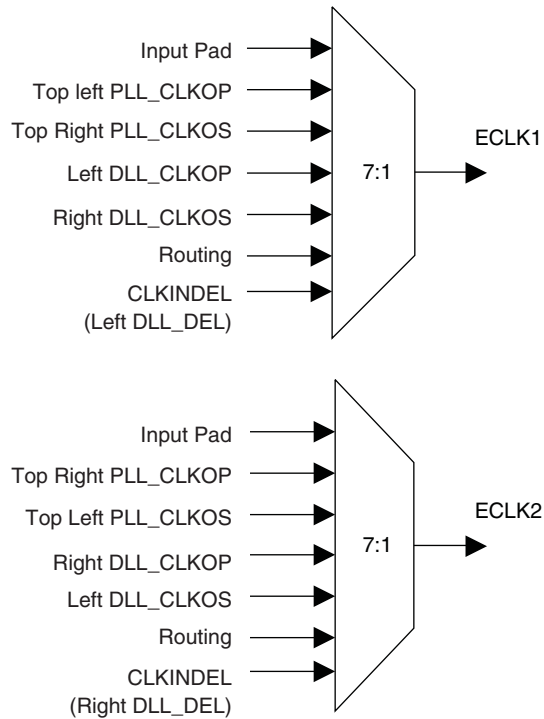 Input Pad
Top left PLL_CLKOP
Top Right PLL_CLKOS
Left DLL_CLKOP
Right DLL_CLKOS
Routing
CLKINDEL
(Left DLL_DEL)
7:1
ECLK1
Input Pad
Top Right PLL_CLKOP
Top Left PLL_CLKOS
Right DLL_CLKOP
Left DLL_CLKOS
Routing
CLKINDEL
(Right DLL_DEL)
7:1
ECLK2